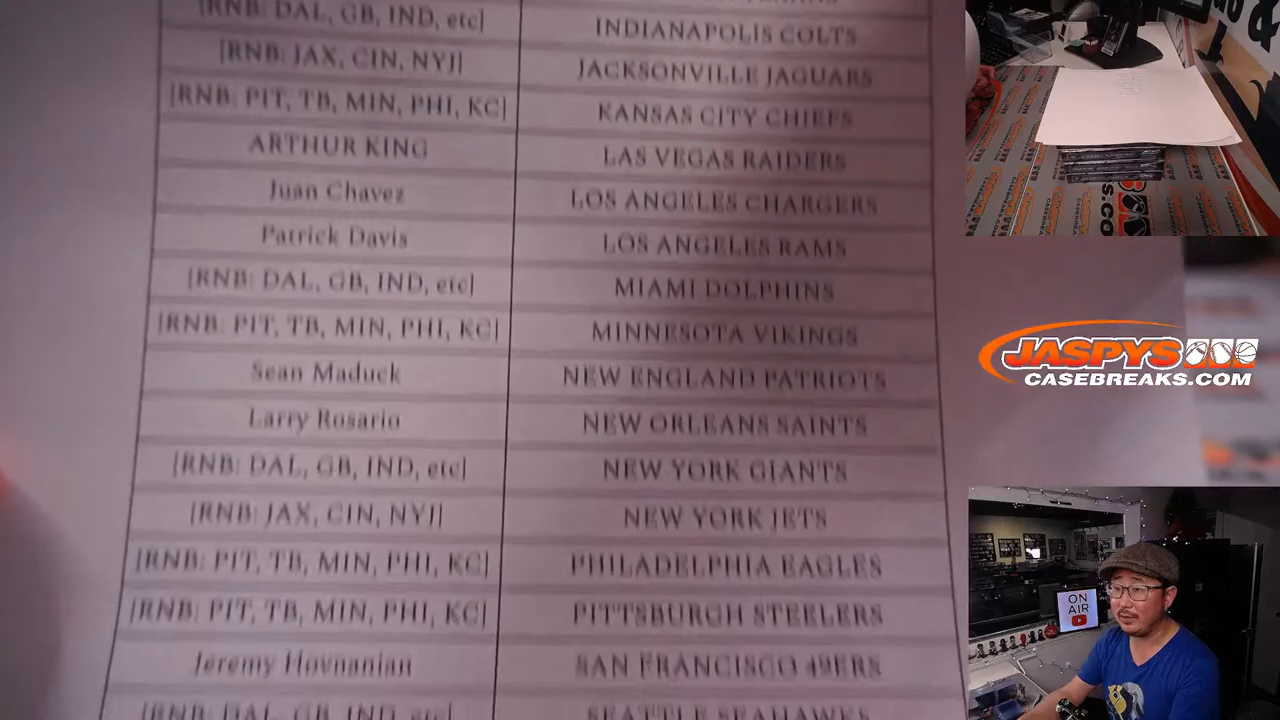 [RNB: DAL, GB, IND, etc] INDIANAPOLIS COLTS
[RNB: JAX, CIN, NYJ] JACKSONVILLE JAGUARS
[RNB: PIT, TB, MIN, PHI, KC] KANSAS CITY CHIEFS
ARTHUR KING LAS VEGAS RAIDERS
Juan Chavez LOS ANGELES CHARGERS
Patrick Davis LOS ANGELES RAMS
[RNB: DAL, GB, IND, etc] MIAMI DOLPHINS
[RNB: PIT, TB, MIN, PHI, KC] MINNESOTA VIKINGS
Sean Maduck NEW ENGLAND PATRIOTS
Larry Rosario NEW ORLEANS SAINTS
[RNB: DAL, GB, IND, etc] NEW YORK GIANTS
[RNB: JAX, CIN, NYJ] NEW YORK JETS
[RNB: PIT, TB, MIN, PHI, KC] PHILADELPHIA EAGLES
[RNB: PIT, TB, MIN, PHI, KC] PITTSBURGH STEELERS
Jeremy Hovnanian SAN FRANCISCO 49ERS
[RNB: DAL, GB, IND, etc] SEATTLE SEAHAWKS
JASPYS
CASEBREAKS.COM
ON
AIR